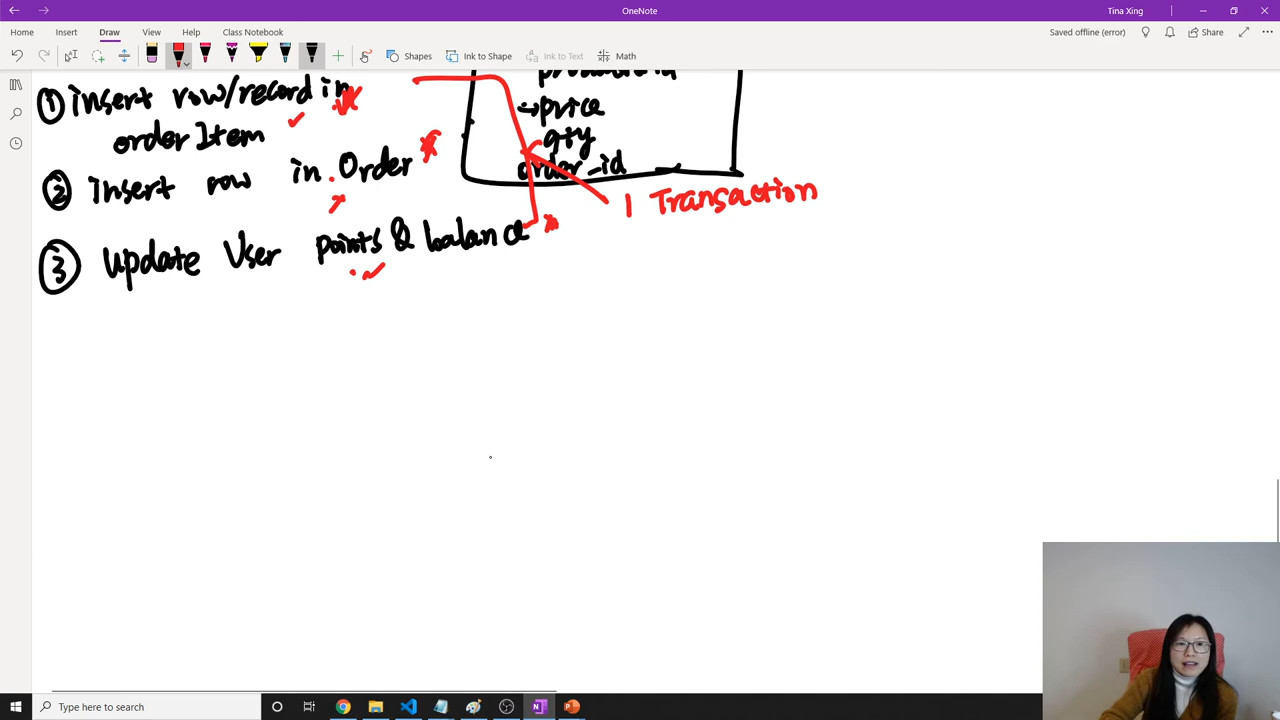 OneNote
Tina Xing
Home Insert Draw View Help Class Notebook
Saved offline (error) Share
Shapes Ink to Shape Ink to Text Math
① insert row/record in
order Item
② insert row in Order
③ update User points & balance
price
qty
order_id
1 Transaction
Type here to search